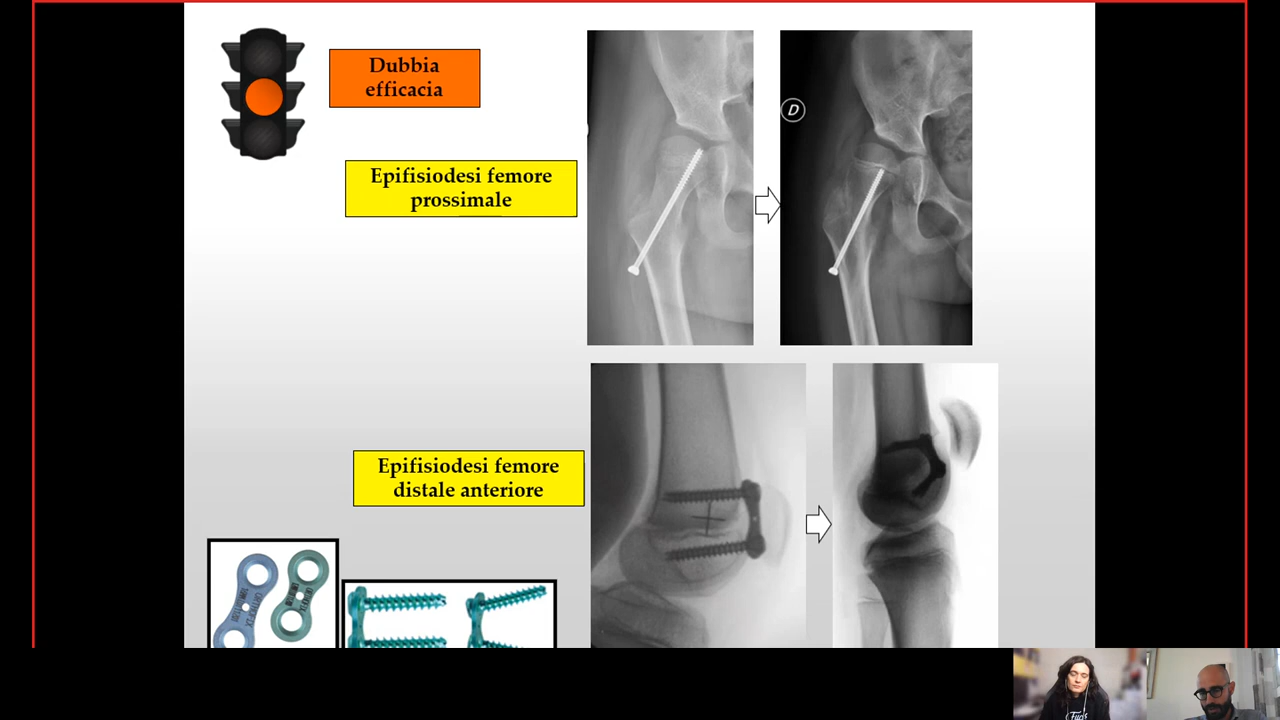 Dubbia
efficacia
Epifisiodesi femore
prossimale
D
Epifisiodesi femore
distale anteriore